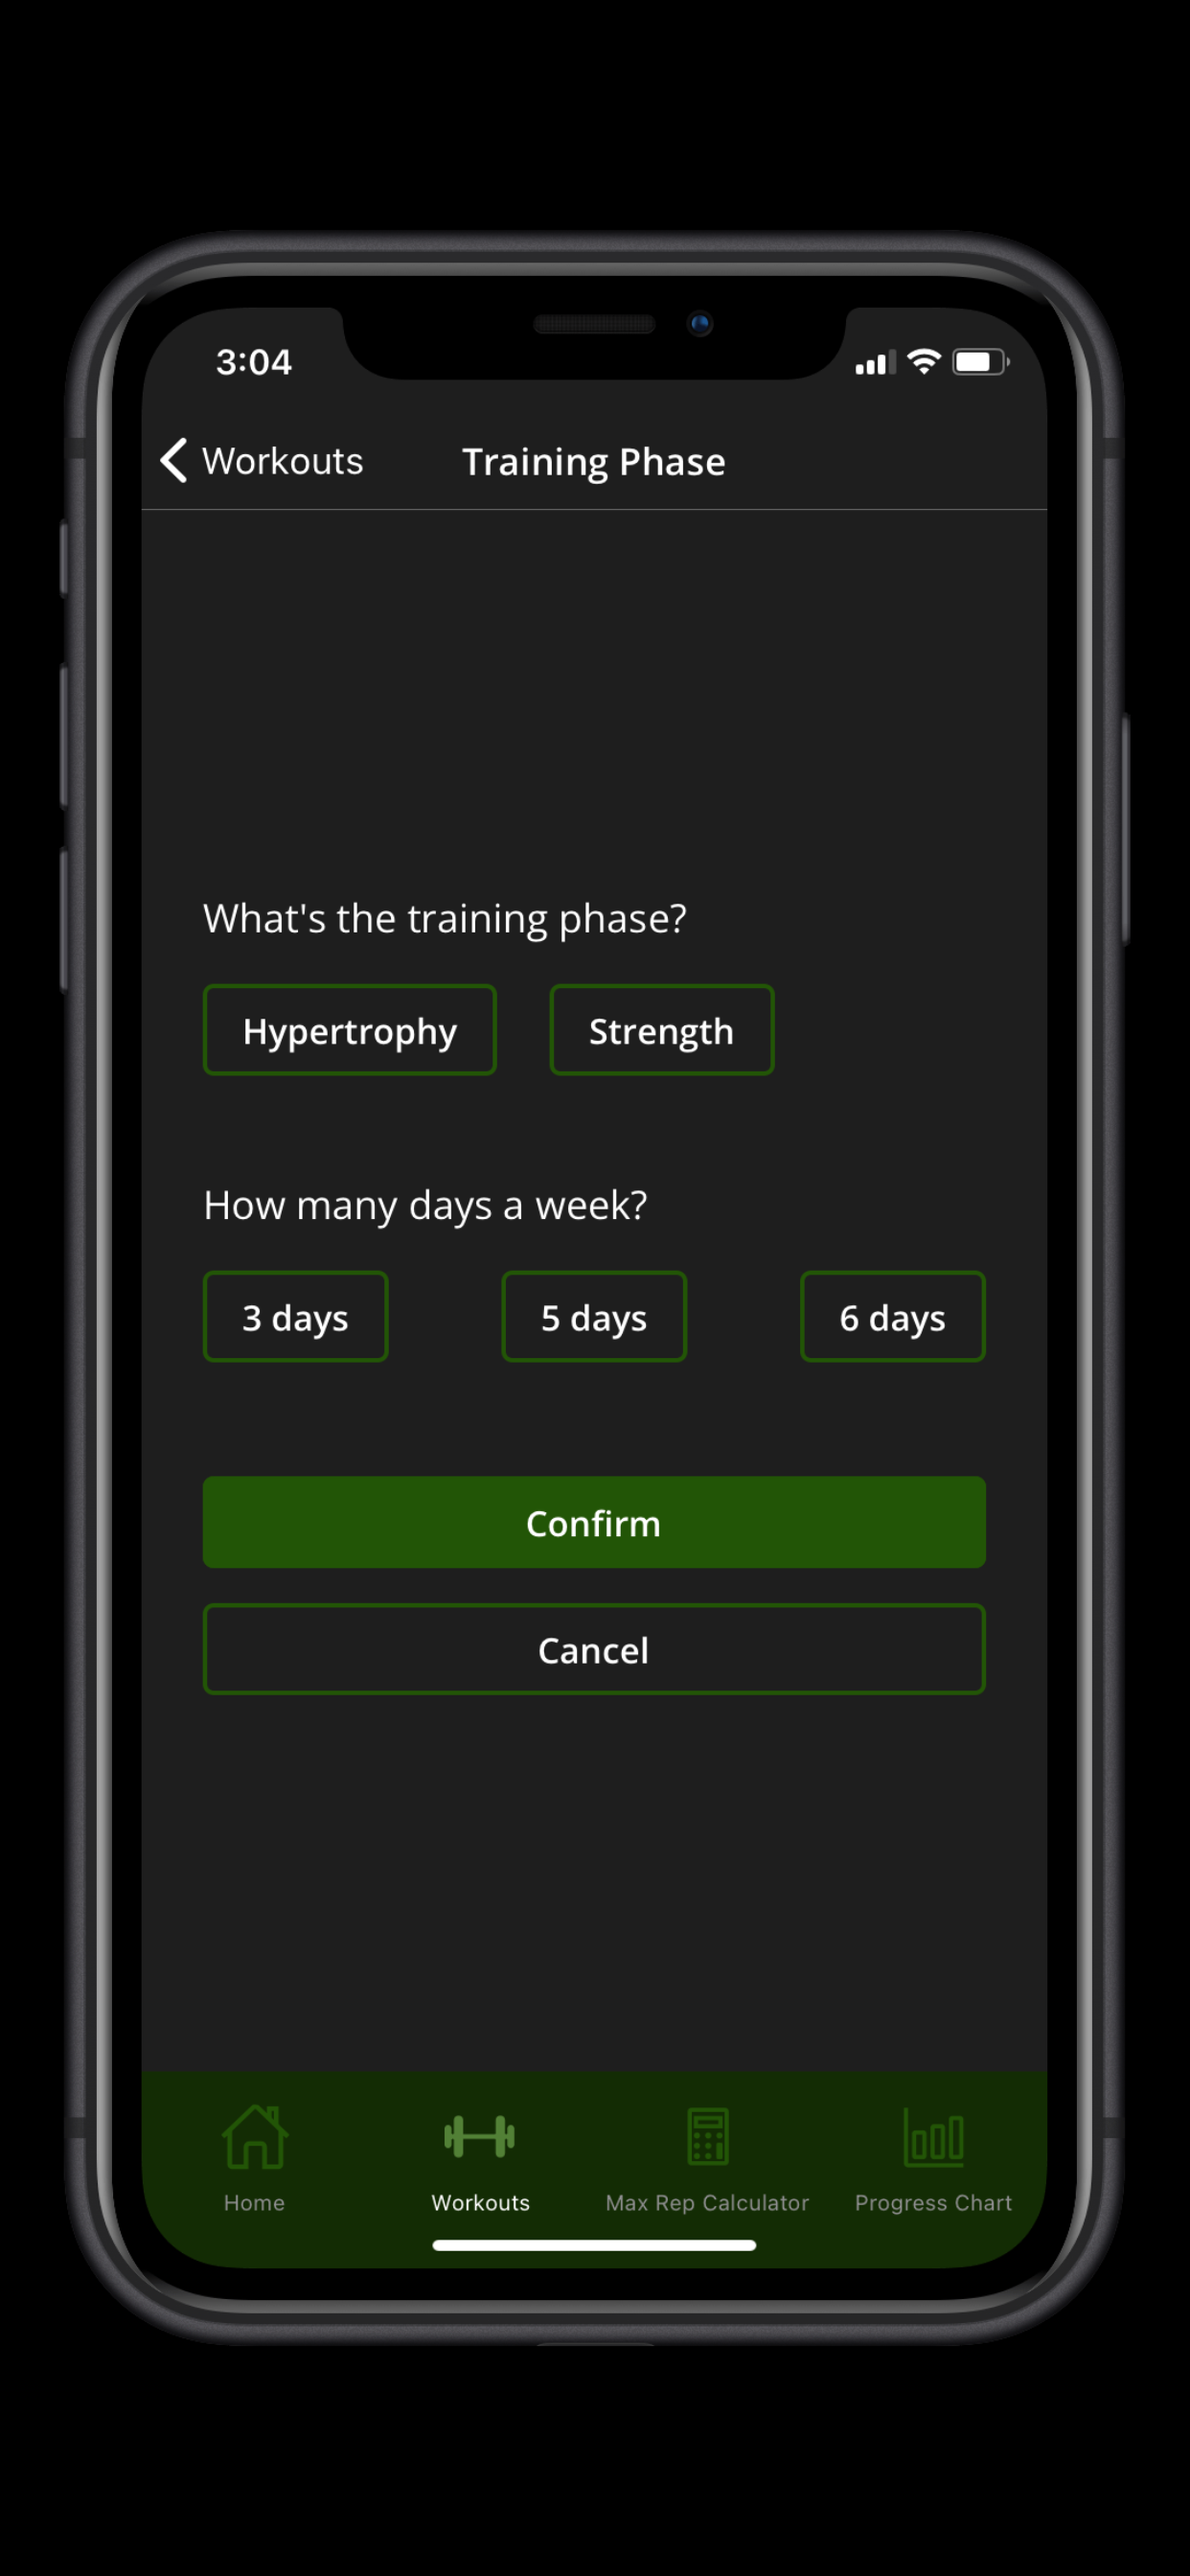 3:04
Workouts Training Phase
What's the training phase?
Hypertrophy Strength
How many days a week?
3 days 5 days 6 days
Confirm
Cancel
Home Workouts Max Rep Calculator Progress Chart